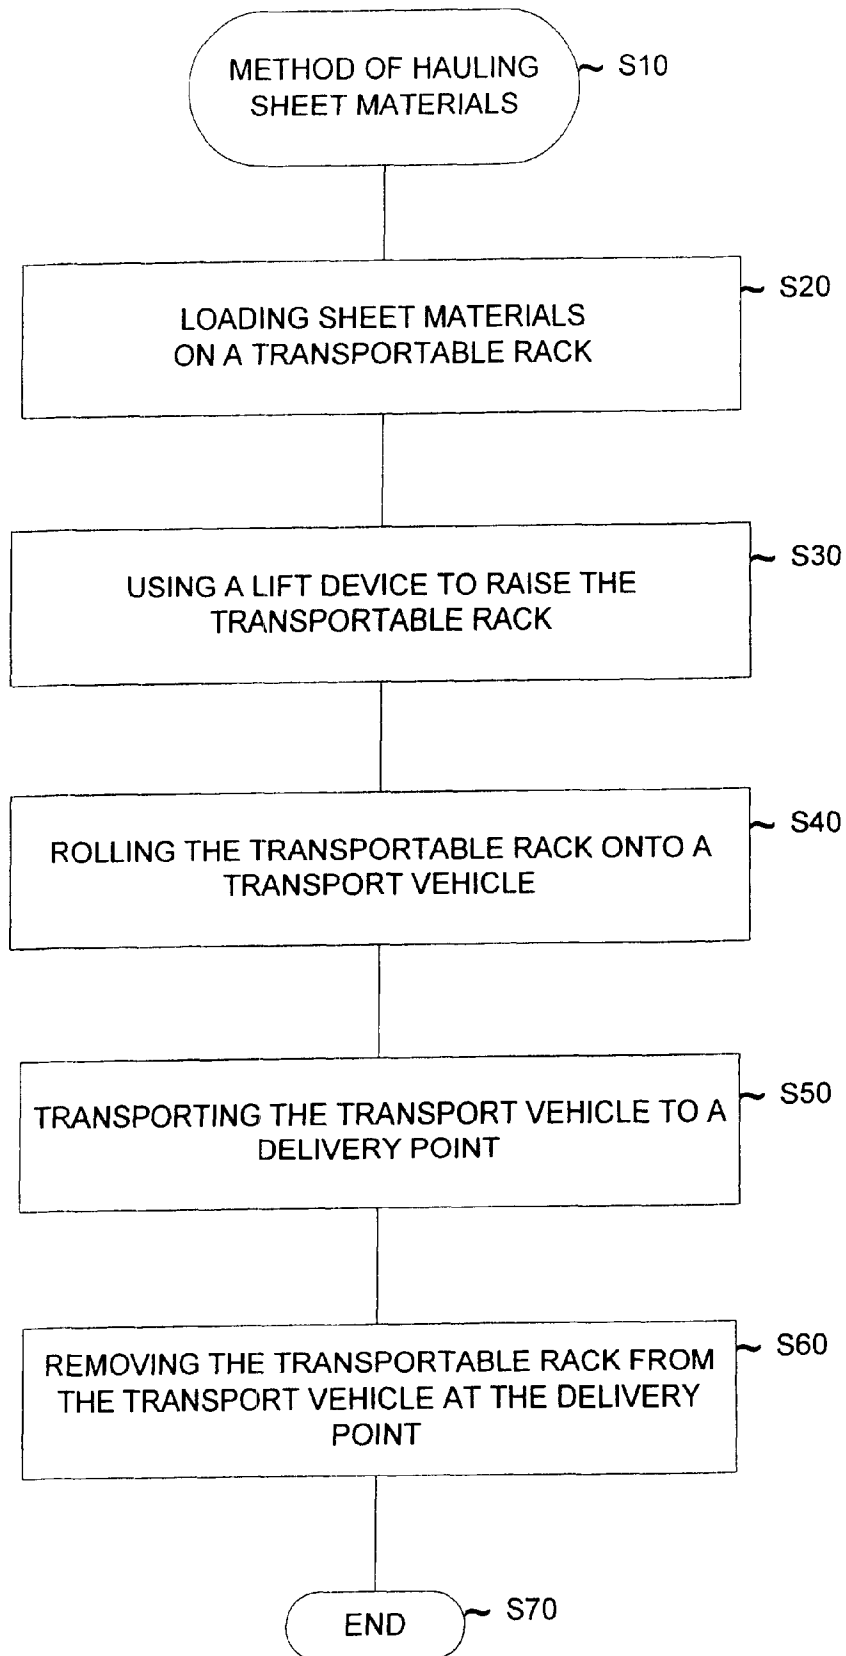 METHOD OF HAULING
SHEET MATERIALS
S10
LOADING SHEET MATERIALS
ON A TRANSPORTABLE RACK
S20
USING A LIFT DEVICE TO RAISE THE
TRANSPORTABLE RACK
S30
ROLLING THE TRANSPORTABLE RACK ONTO A
TRANSPORT VEHICLE
S40
TRANSPORTING THE TRANSPORT VEHICLE TO A
DELIVERY POINT
S50
REMOVING THE TRANSPORTABLE RACK FROM
THE TRANSPORT VEHICLE AT THE DELIVERY
POINT
S60
END
S70